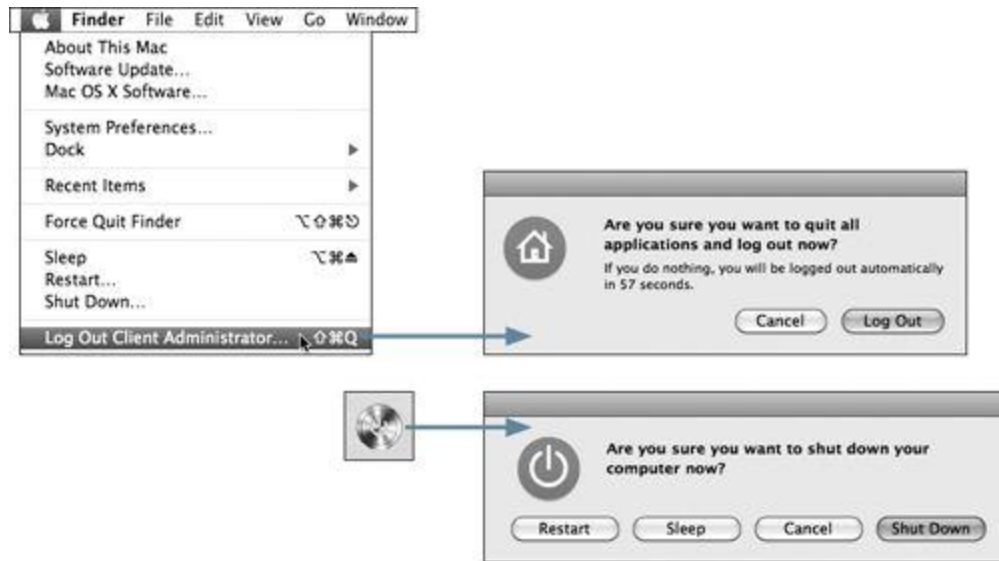 Finder File Edit View Go Window
About This Mac
Software Update...
Mac OS X Software...
System Preferences...
Dock
Recent Items
Force Quit Finder ⌥⇧⌘⎋
Sleep ⌥⌘⏏
Restart...
Shut Down...
Log Out Client Administrator... ⇧⌘Q
Are you sure you want to quit all
applications and log out now?
If you do nothing, you will be logged out automatically
in 57 seconds.
Cancel Log Out
Are you sure you want to shut down your
computer now?
Restart Sleep Cancel Shut Down